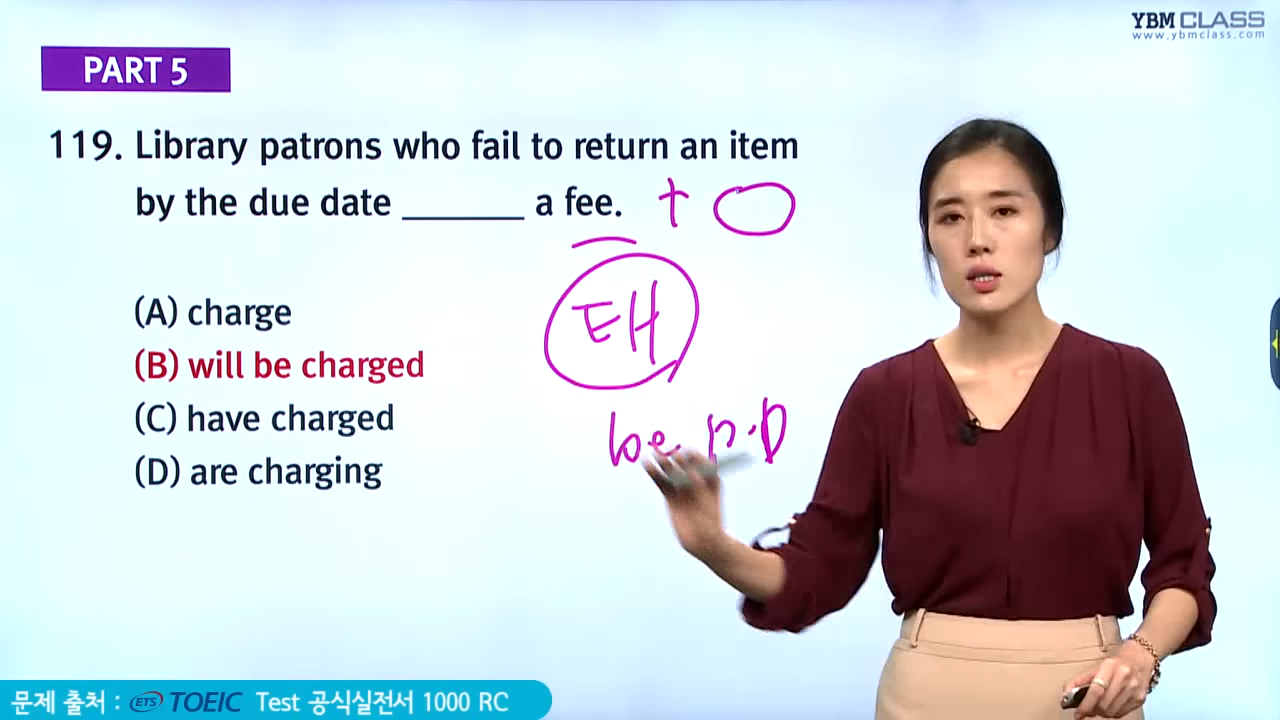 YBM CLASS
www.ybmclass.com
PART 5
119. Library patrons who fail to return an item
by the due date ______ a fee. + ○
(A) charge
(B) will be charged
(C) have charged
(D) are charging
be p.p
문제 출처 : ETS TOEIC Test 공식실전서 1000 RC